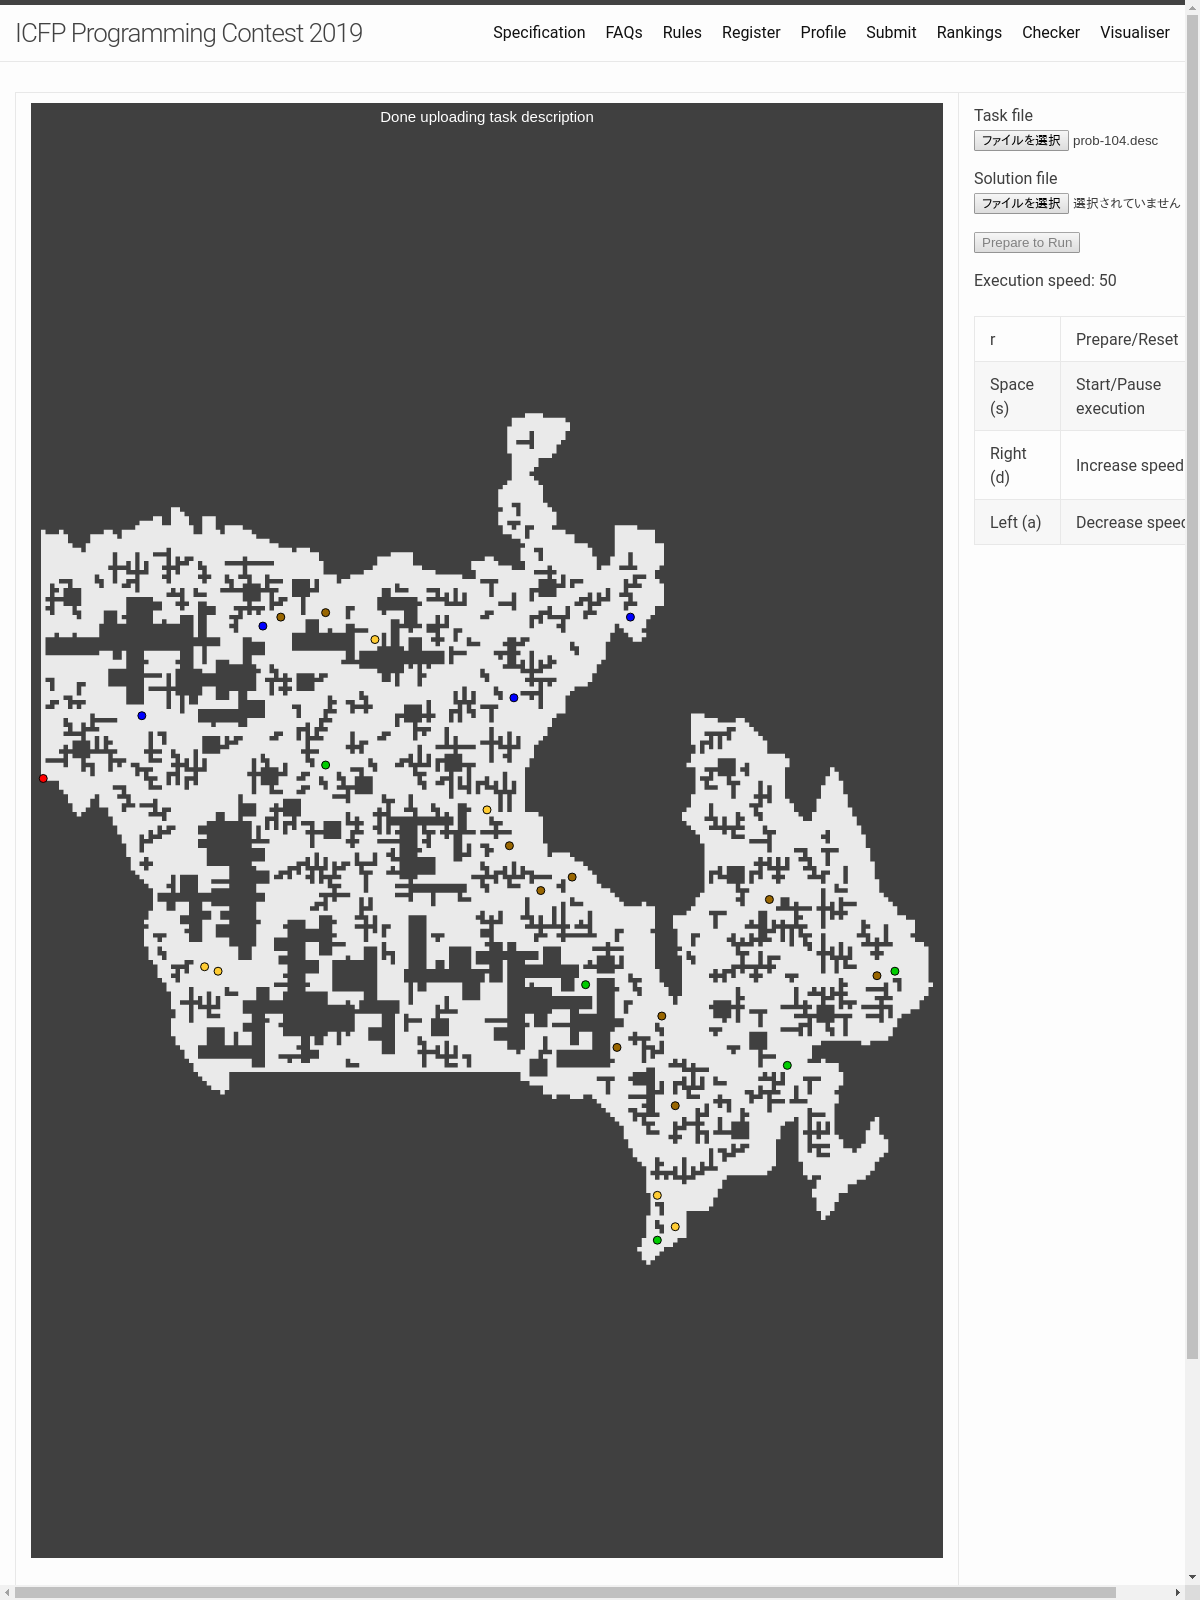 ICFP Programming Contest 2019
Specification FAQs Rules Register Profile Submit Rankings Checker Visualiser
Done uploading task description
Task file
ファイルを選択 prob-104.desc
Solution file
ファイルを選択 選択されていません
Prepare to Run
Execution speed: 50
r Prepare/Reset
Space (s) Start/Pause execution
Right (d) Increase speed
Left (a) Decrease speed